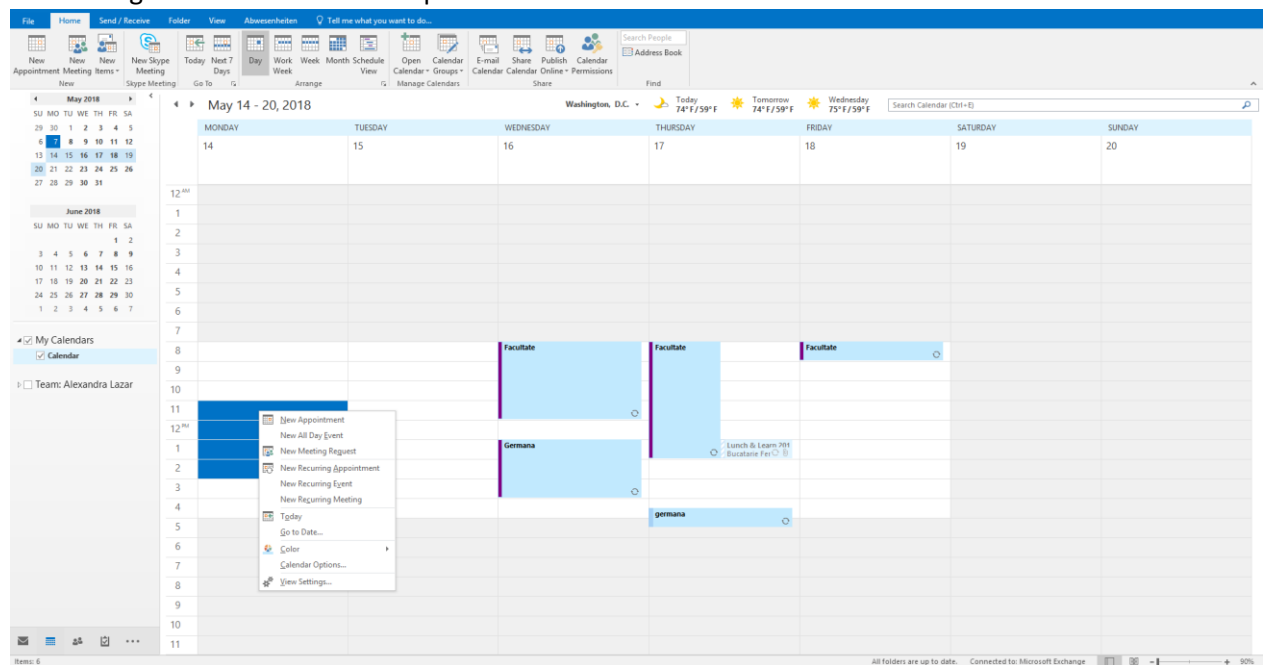 File Home Send / Receive Folder View Abwesenheiten Tell me what you want to do...
New Appointment New Meeting New Items New Skype Meeting Today Next 7 Days Day Work Week Week Month Schedule View Open Calendar Calendar Groups E-mail Calendar Share Calendar Publish Online Calendar Permissions Search People
Address Book
New Skype Meeting Go To Arrange Manage Calendars Share Find
May 2018
SU MO TU WE TH FR SA
29 30 1 2 3 4 5
6 7 8 9 10 11 12
13 14 15 16 17 18 19
20 21 22 23 24 25 26
27 28 29 30 31
June 2018
SU MO TU WE TH FR SA
1 2
3 4 5 6 7 8 9
10 11 12 13 14 15 16
17 18 19 20 21 22 23
24 25 26 27 28 29 30
1 2 3 4 5 6 7
My Calendars
Calendar
Team: Alexandra Lazar
May 14 - 20, 2018
Washington, D.C. Today 74° F / 59° F Tomorrow 74° F / 59° F Wednesday 75° F / 59° F Search Calendar (Ctrl+E)
MONDAY TUESDAY WEDNESDAY THURSDAY FRIDAY SATURDAY SUNDAY
14 15 16 17 18 19 20
12 AM
1
2
3
4
5
6
7
8 Facultate Facultate Facultate
9
10
11
12 PM
1 Germana Lunch & Learn 201
Bucatarie Fer
2
3
4
germana
5
6
7
8
9
10
11
New Appointment
New All Day Event
New Meeting Request
New Recurring Appointment
New Recurring Event
New Recurring Meeting
Today
Go to Date...
Color
Calendar Options...
View Settings...
Items: 6 All folders are up to date. Connected to: Microsoft Exchange 90%